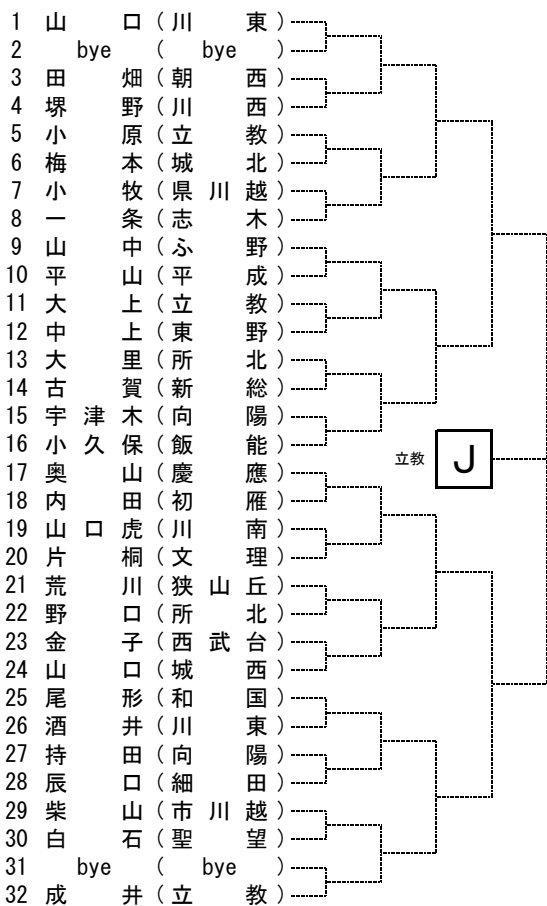 1 山口（川東）
2 bye （ bye ）
3 田畑（朝西）
4 堺野（川西）
5 小原（立教）
6 梅本（城北）
7 小牧（県川越）
8 一条（志木）
9 山中（ふ野）
10 平山（平成）
11 大上（立教）
12 中上（東野）
13 大里（所北）
14 古賀（新総）
15 宇津木（向陽）
16 小久保（飯能）
立教 J
17 奥山（慶應）
18 内田（初雁）
19 山口虎（川南）
20 片桐（文理）
21 荒川（狭山丘）
22 野口（所北）
23 金子（西武台）
24 山口（城西）
25 尾形（和国）
26 酒井（川東）
27 持田（向陽）
28 辰口（細田）
29 柴山（市川越）
30 白石（聖望）
31 bye （ bye ）
32 成井（立教）